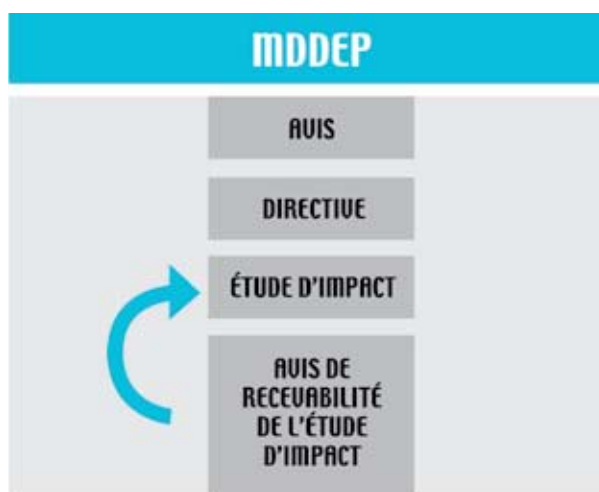 MDDEP
AVIS
DIRECTIVE
ÉTUDE D'IMPACT
AVIS DE
RECEVABILITÉ
DE L'ÉTUDE
D'IMPACT